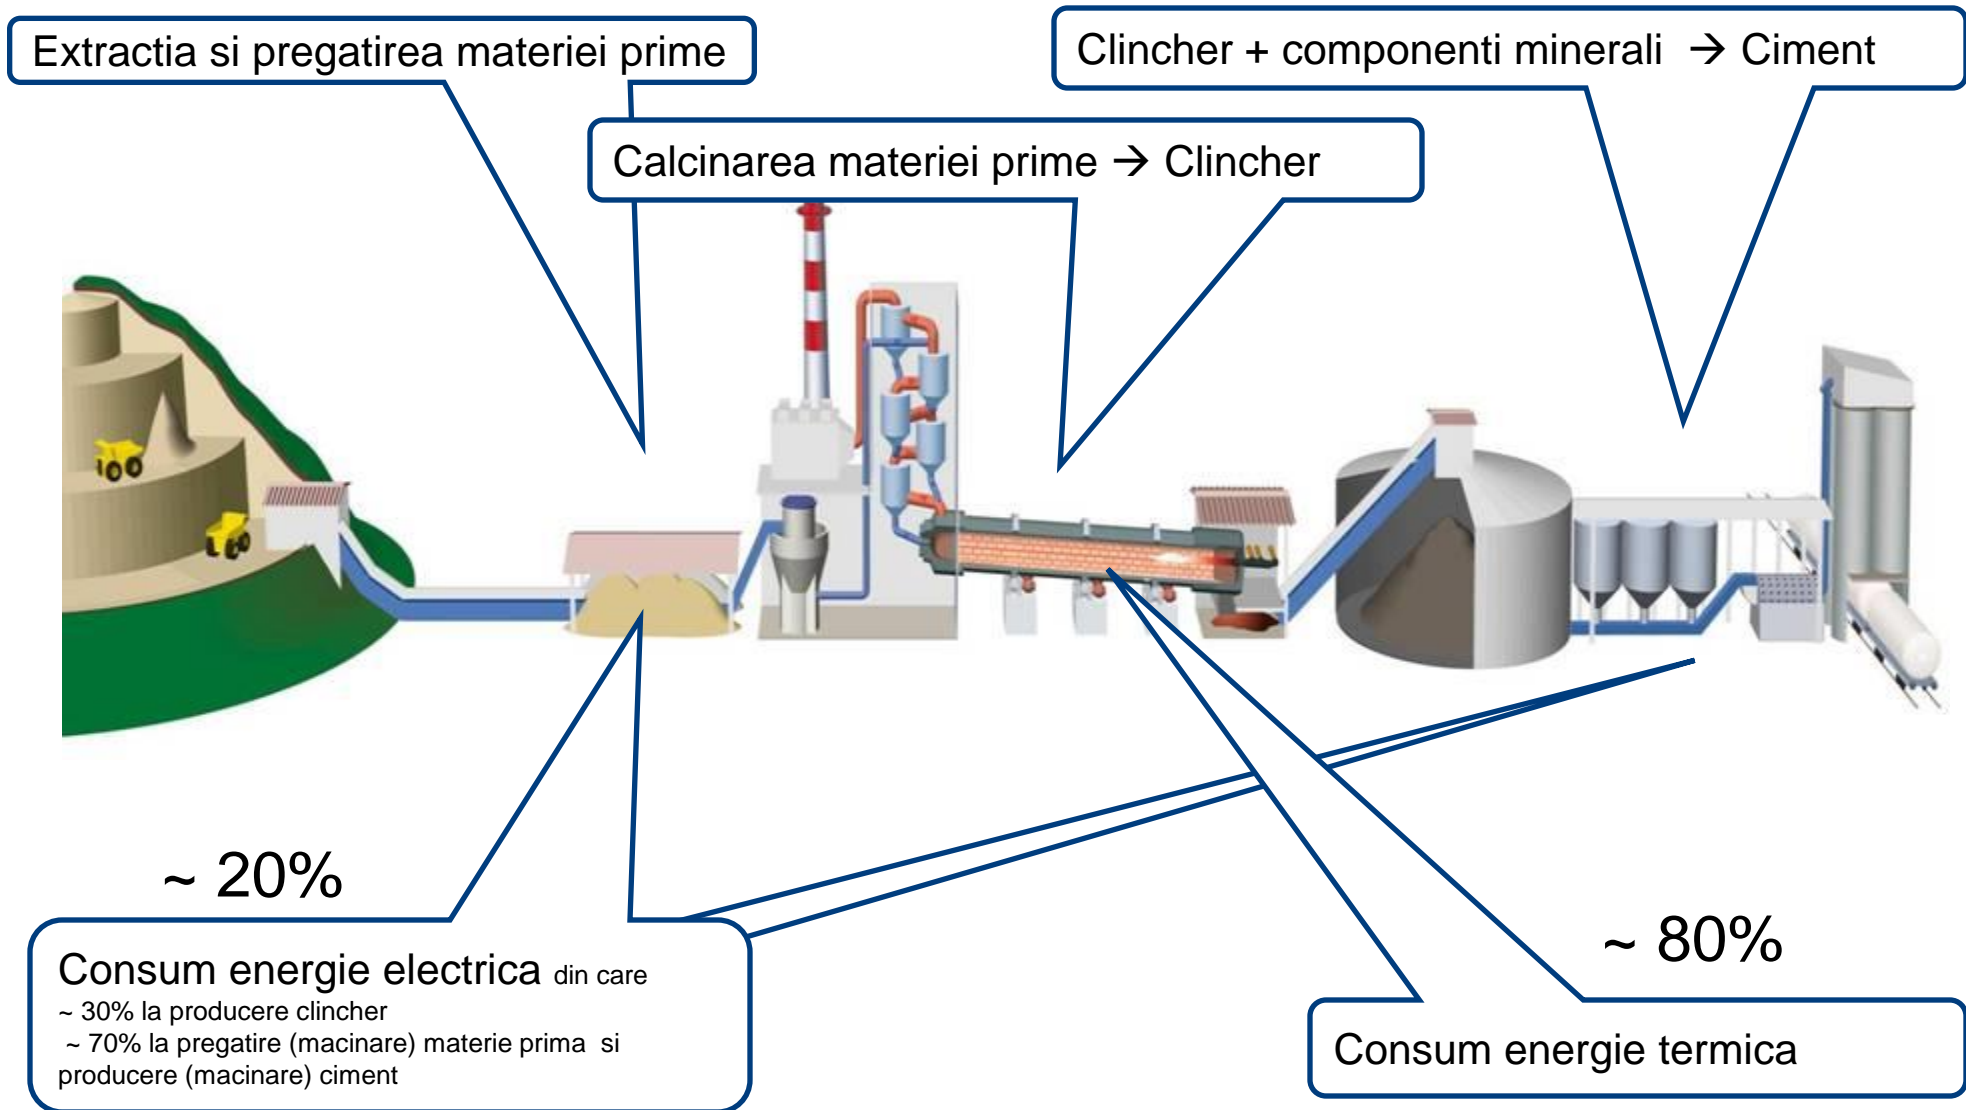 Extractia si pregatirea materiei prime
Clincher + componenti minerali → Ciment
Calcinarea materiei prime → Clincher
~ 20%
~ 80%
Consum energie electrica din care
~ 30% la producere clincher
~ 70% la pregatire (macinare) materie prima si
producere (macinare) ciment
Consum energie termica